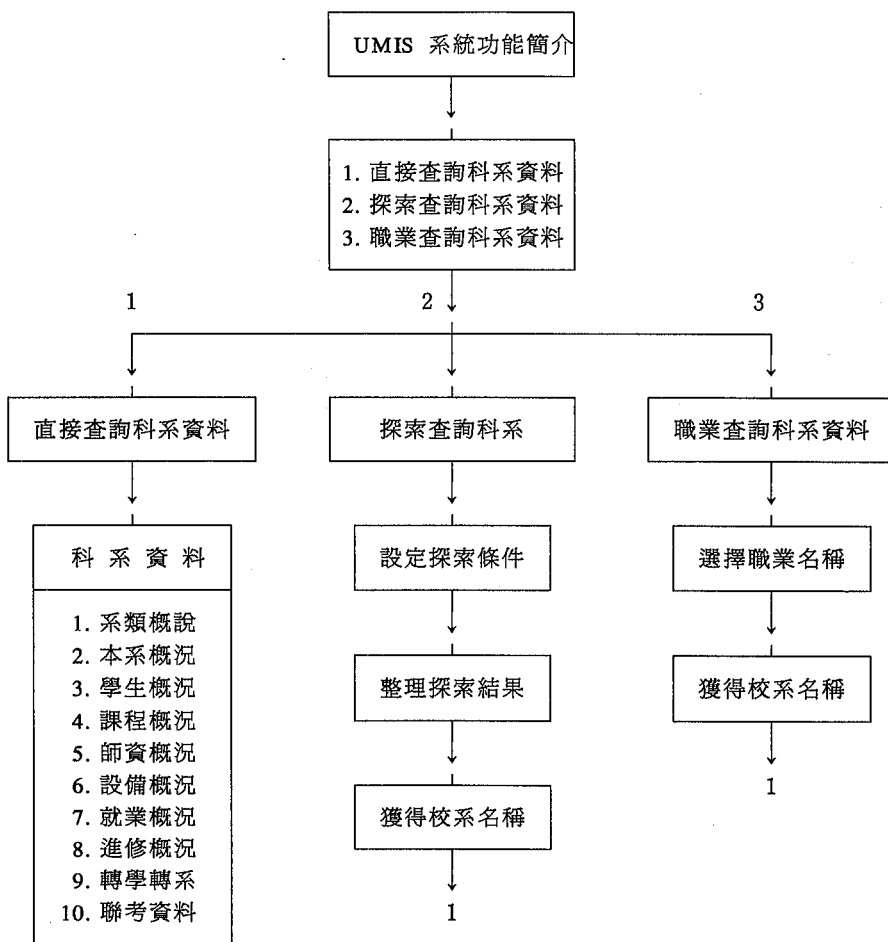 UMIS 系統功能簡介
1. 直接查詢科系資料
2. 探索查詢科系資料
3. 職業查詢科系資料
1
2
3
直接查詢科系資料
探索查詢科系
職業查詢科系資料
科系資料
1. 系類概說
2. 本系概況
3. 學生概況
4. 課程概況
5. 師資概況
6. 設備概況
7. 就業概況
8. 進修概況
9. 轉學轉系
10. 聯考資料
設定探索條件
整理探索結果
獲得校系名稱
1
選擇職業名稱
獲得校系名稱
1